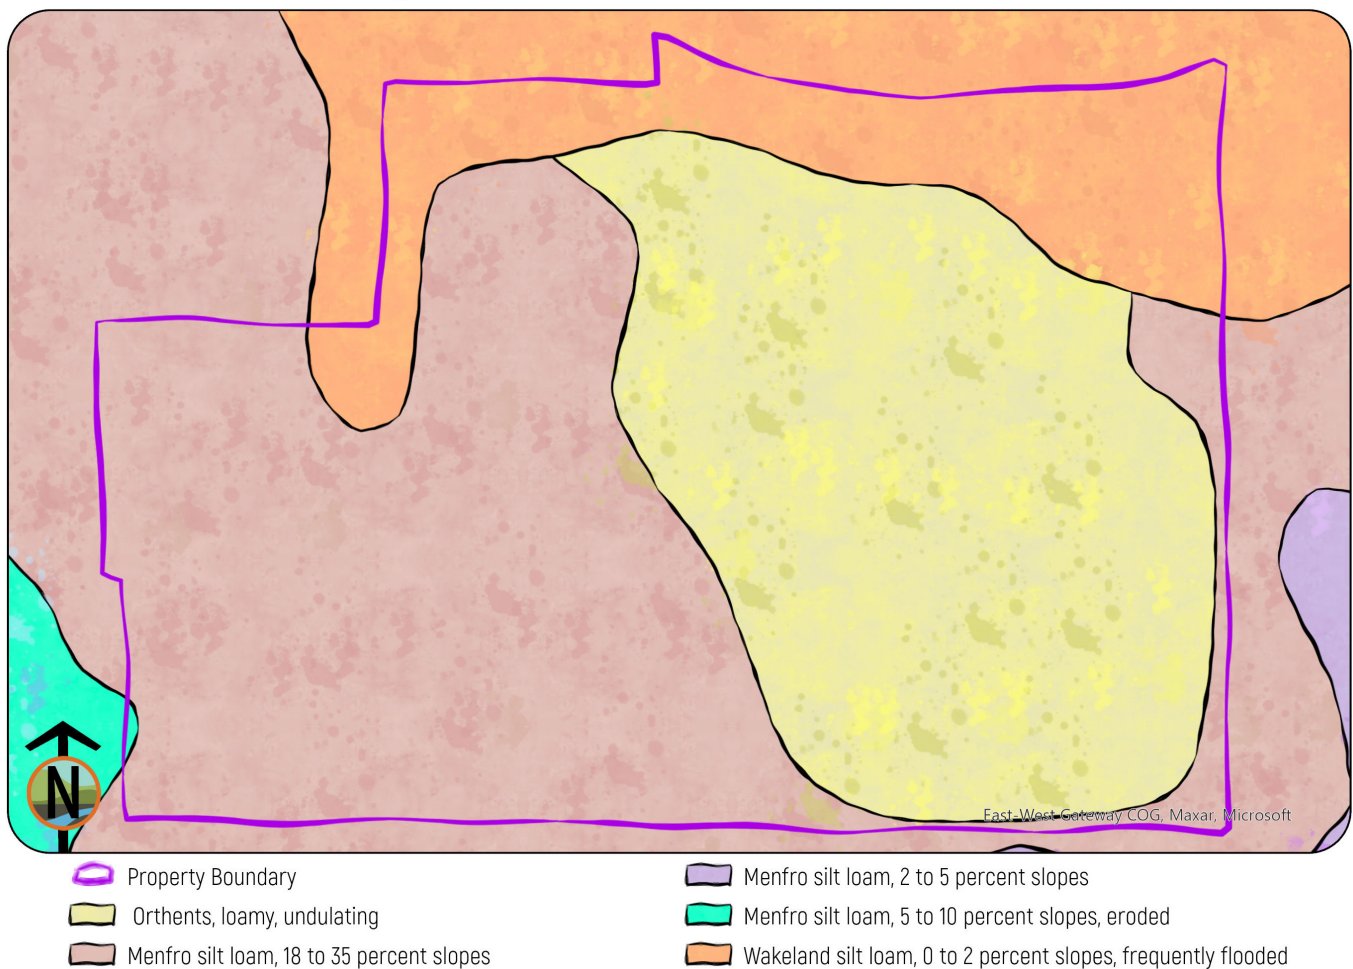 N
East-West Gateway COG, Maxar, Microsoft
Property Boundary
Orthents, loamy, undulating
Menfro silt loam, 18 to 35 percent slopes
Menfro silt loam, 2 to 5 percent slopes
Menfro silt loam, 5 to 10 percent slopes, eroded
Wakeland silt loam, 0 to 2 percent slopes, frequently flooded